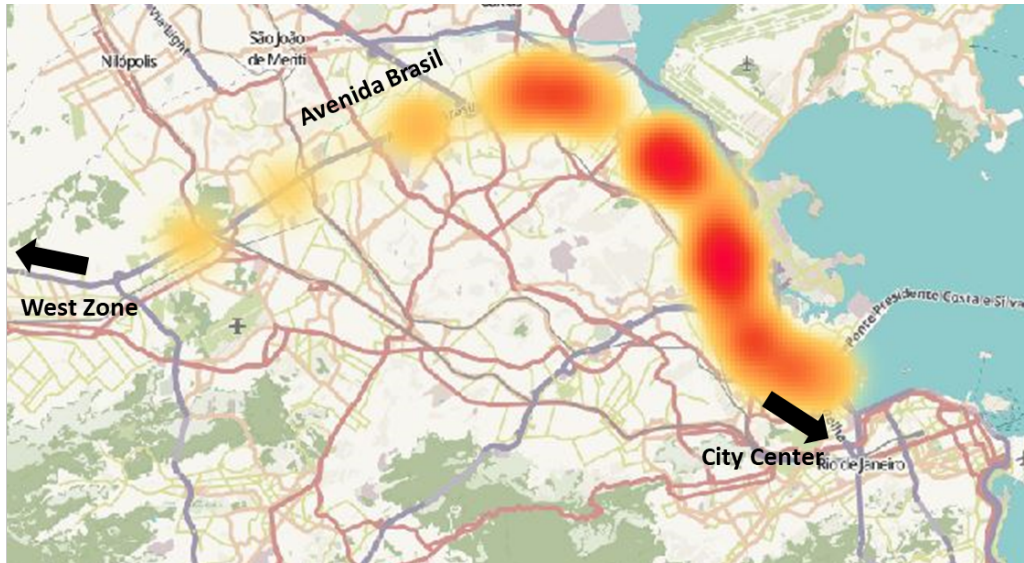 São João
de Meriti
Nilópolis
Avenida Brasil
West Zone
Ponte Presidente Costa e Silva
City Center
Rio de Janeiro